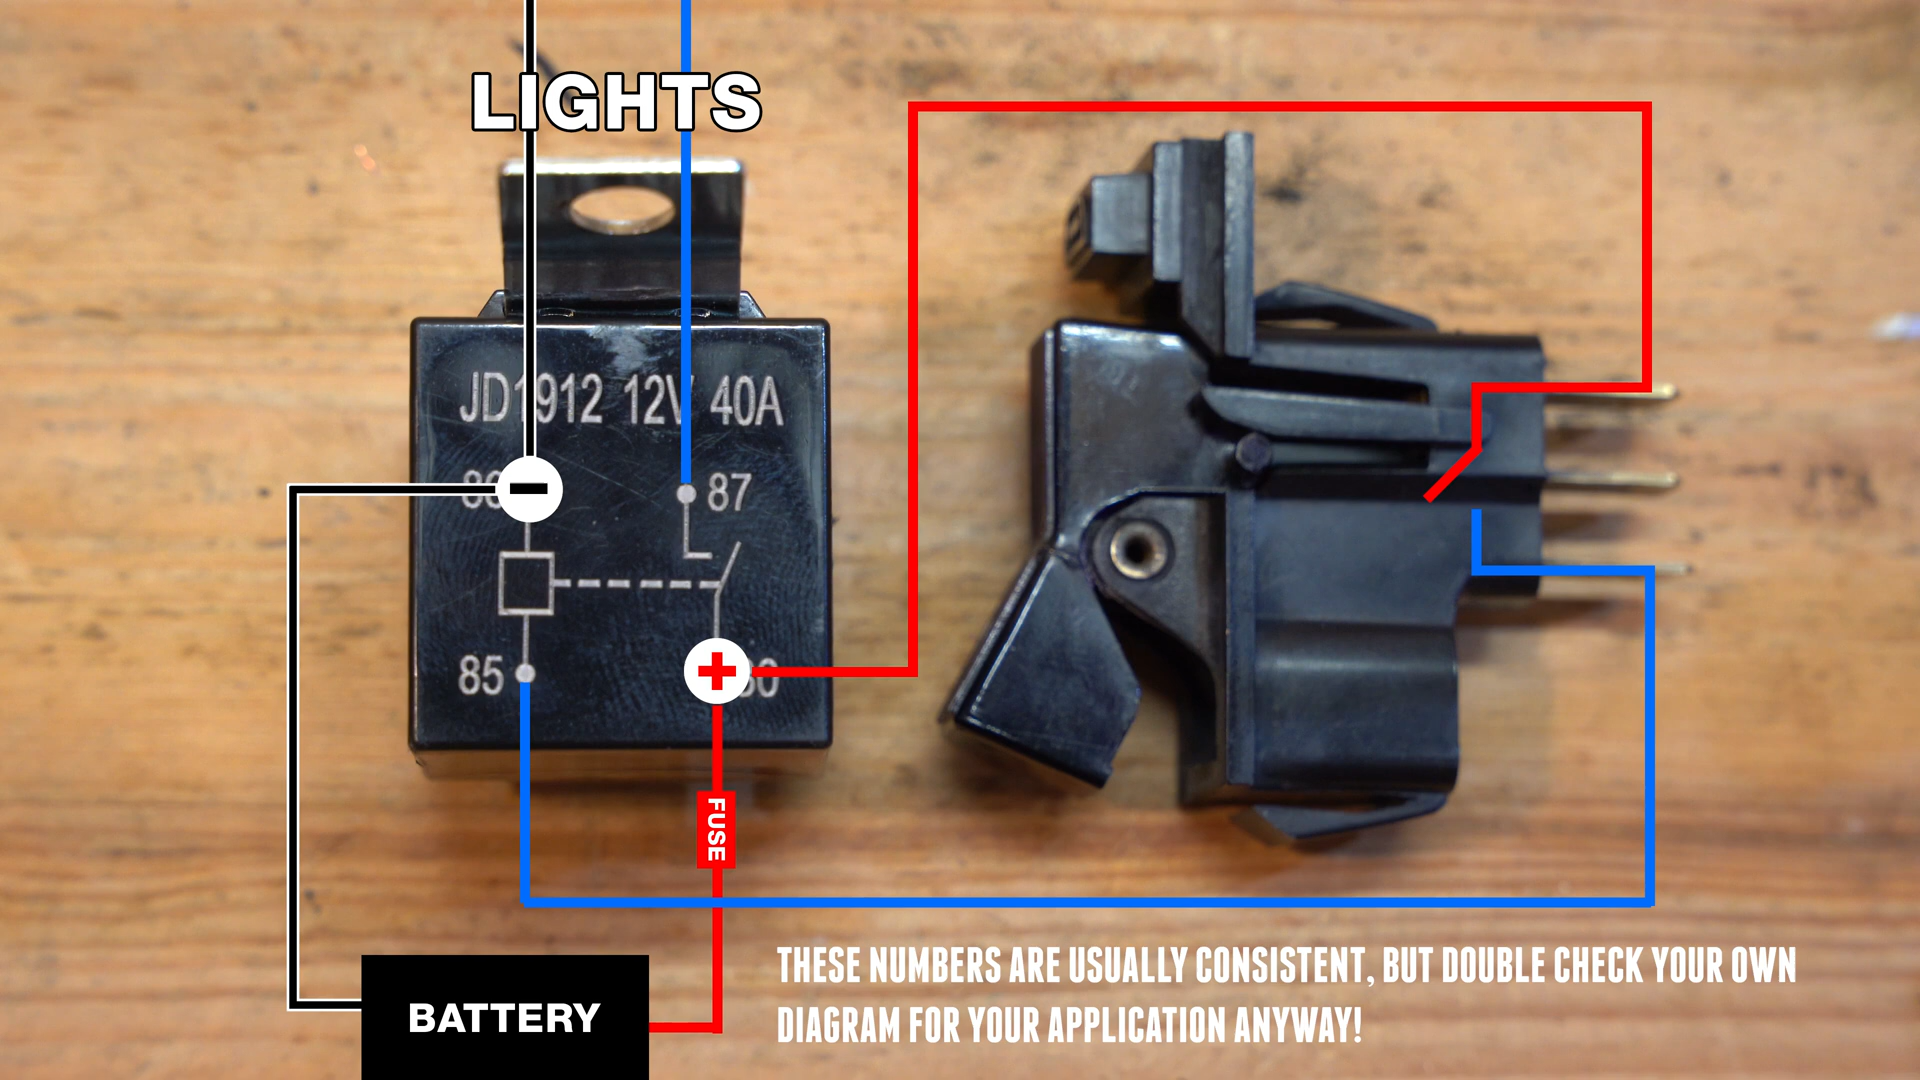 LIGHTS
JD1912 12V 40A
87
85
FUSE
BATTERY
THESE NUMBERS ARE USUALLY CONSISTENT, BUT DOUBLE CHECK YOUR OWN
DIAGRAM FOR YOUR APPLICATION ANYWAY!